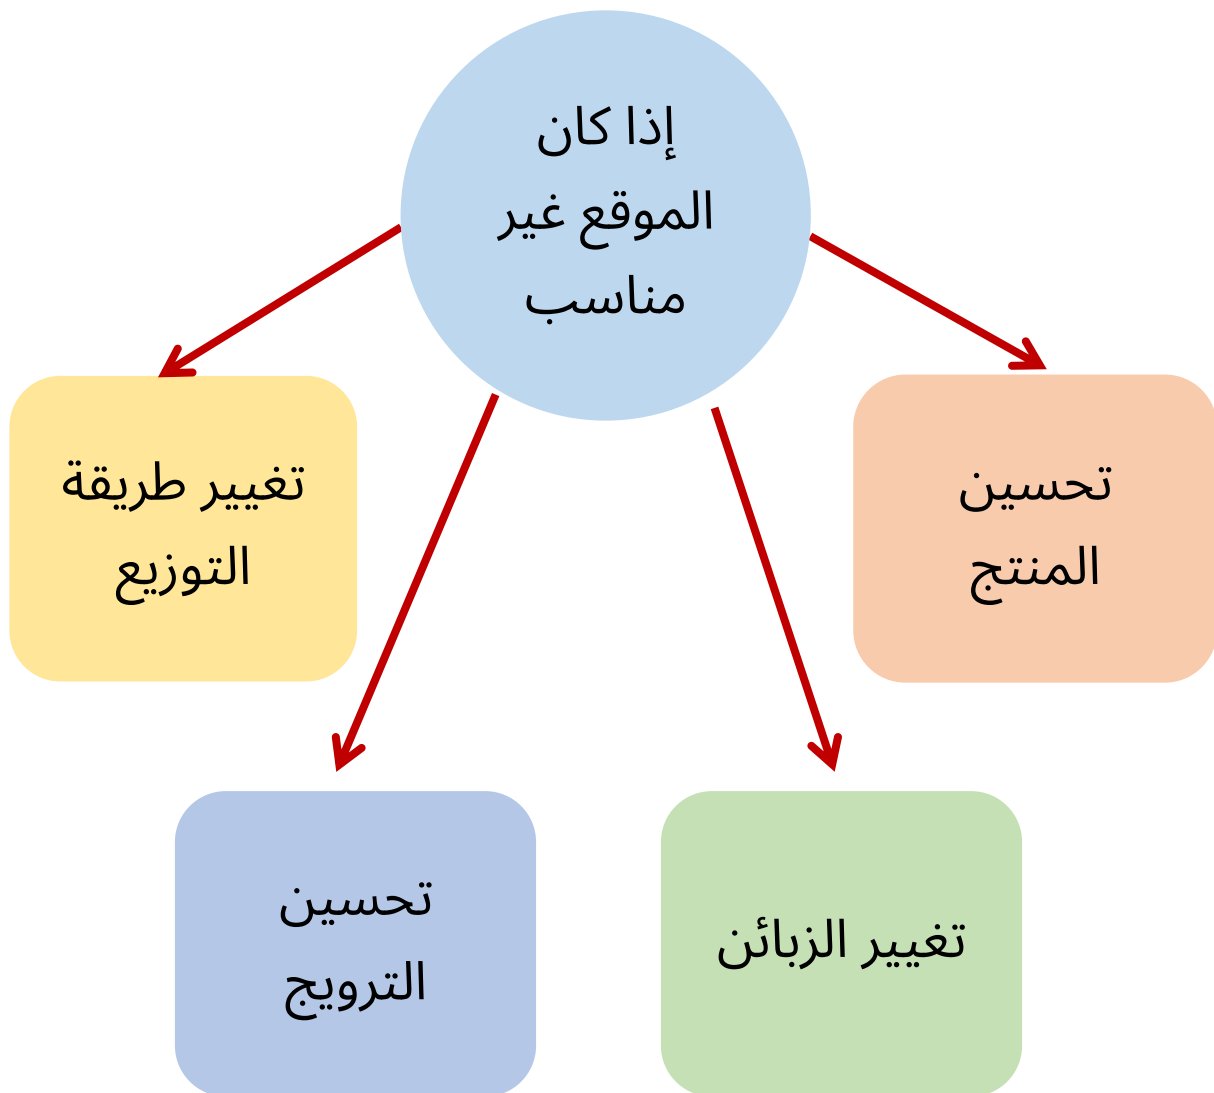 إذا كان
الموقع غير
مناسب
تحسين
المنتج
تغيير طريقة
التوزيع
تغيير الزبائن
تحسين
الترويج